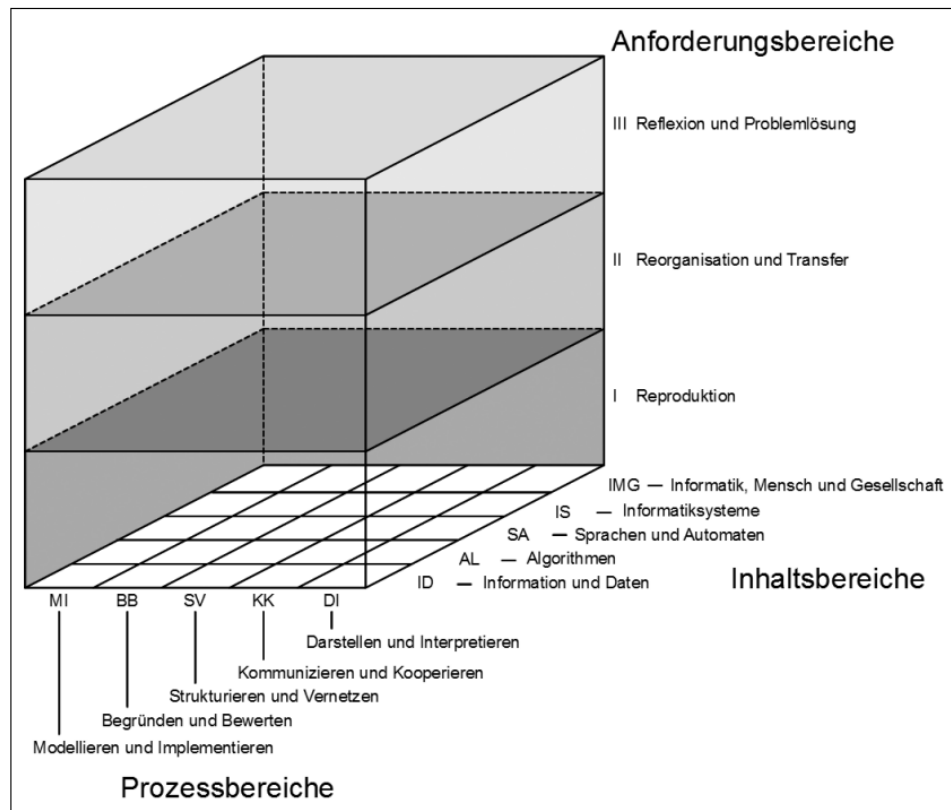 Anforderungsbereiche
III Reflexion und Problemlösung
II Reorganisation und Transfer
I Reproduktion
IMG — Informatik, Mensch und Gesellschaft
IS — Informatiksysteme
SA — Sprachen und Automaten
AL — Algorithmen
ID — Information und Daten
Inhaltsbereiche
MI BB SV KK DI
Darstellen und Interpretieren
Kommunizieren und Kooperieren
Strukturieren und Vernetzen
Begründen und Bewerten
Modellieren und Implementieren
Prozessbereiche